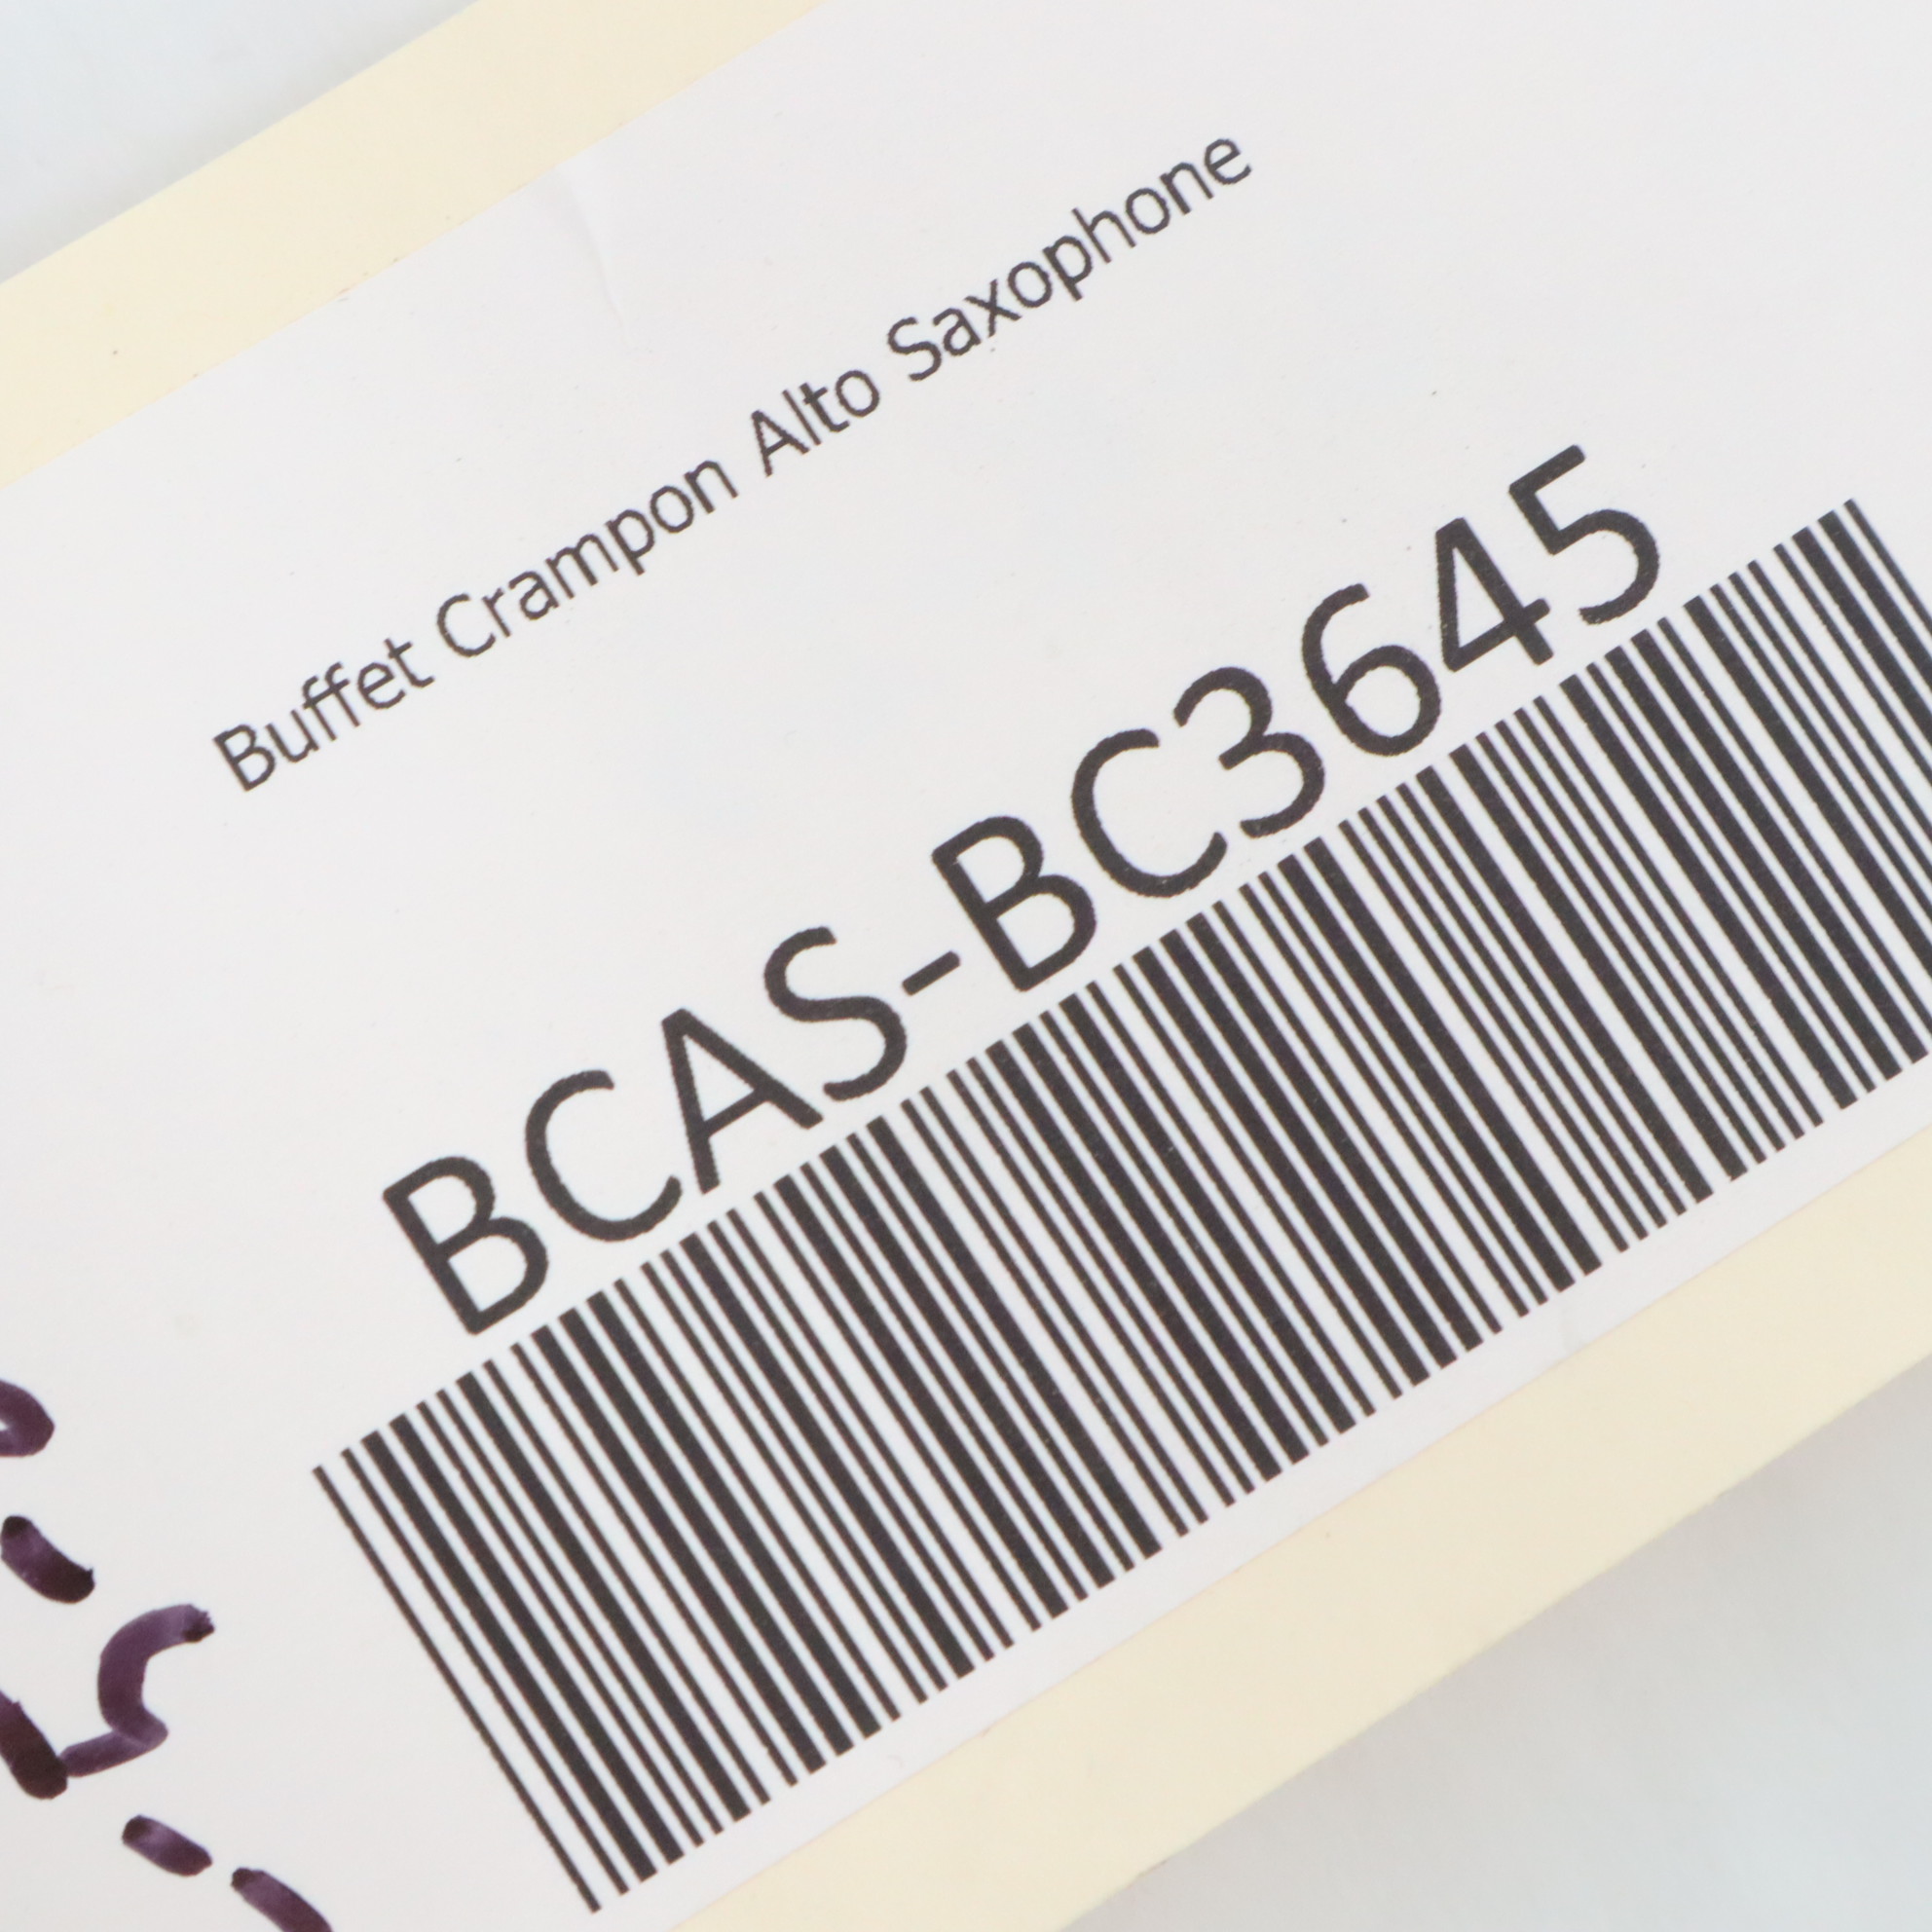 Buffet Crampon Alto Saxophone
BCAS-BC3645